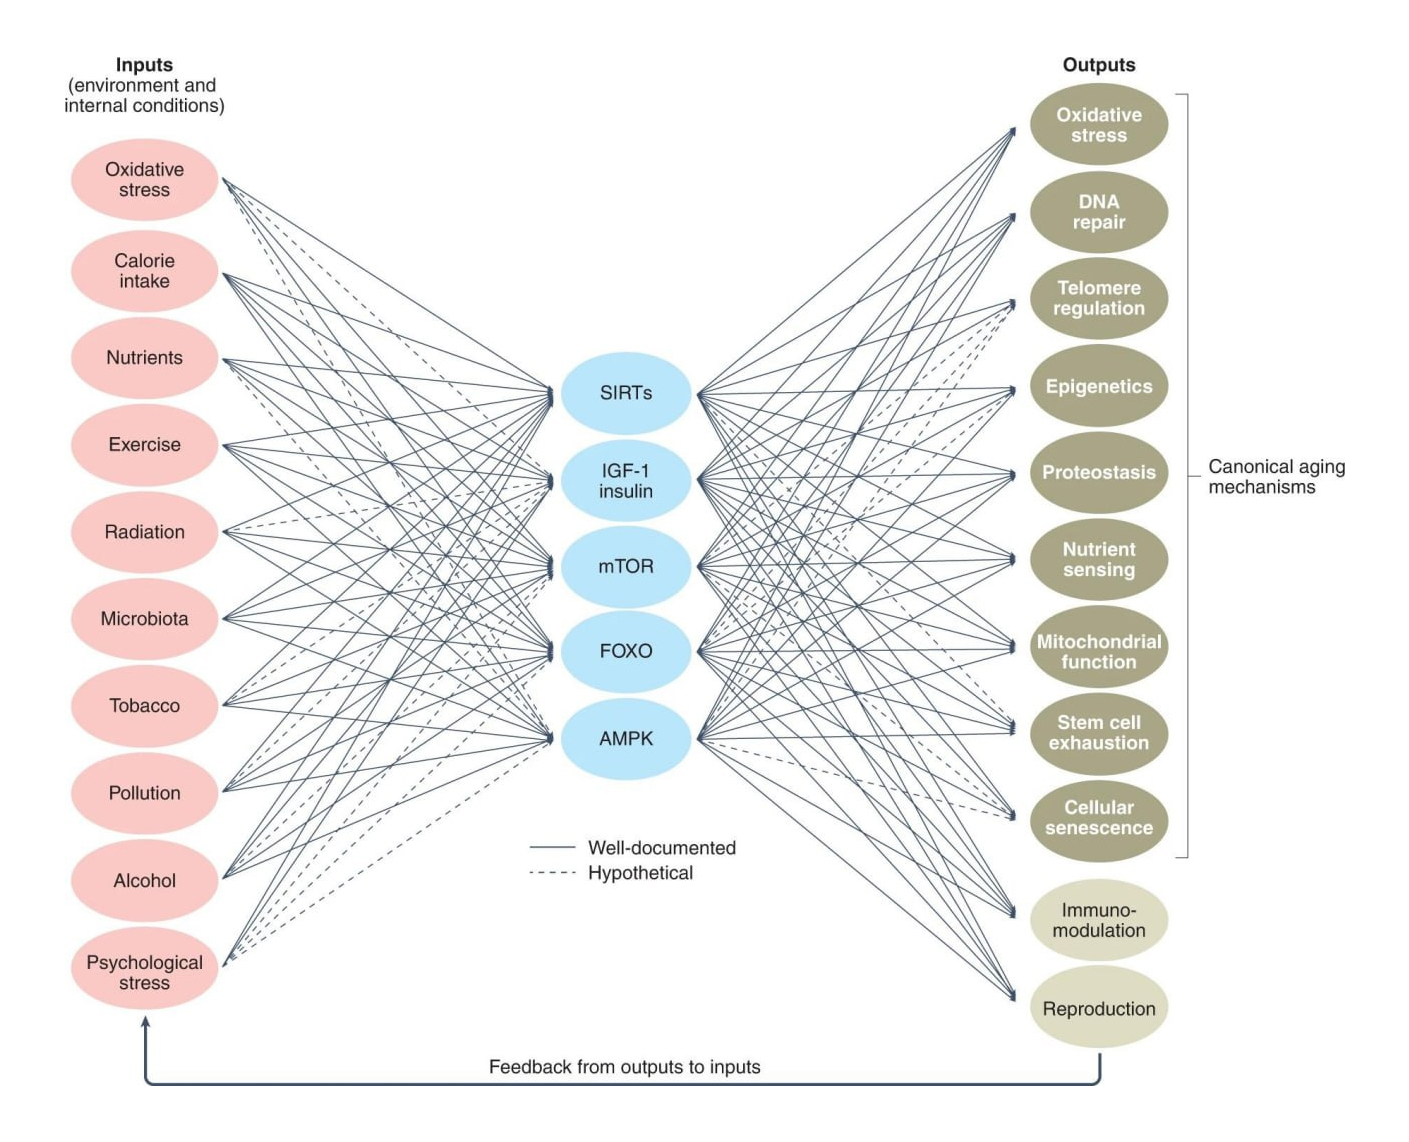 Inputs
(environment and
internal conditions)
Oxidative
stress
Calorie
intake
Nutrients
Exercise
Radiation
Microbiota
Tobacco
Pollution
Alcohol
Psychological
stress
SIRTs
IGF-1
insulin
mTOR
FOXO
AMPK
Well-documented
Hypothetical
Outputs
Oxidative
stress
DNA
repair
Telomere
regulation
Epigenetics
Proteostasis
Nutrient
sensing
Mitochondrial
function
Stem cell
exhaustion
Cellular
senescence
Immuno-
modulation
Reproduction
Canonical aging
mechanisms
Feedback from outputs to inputs